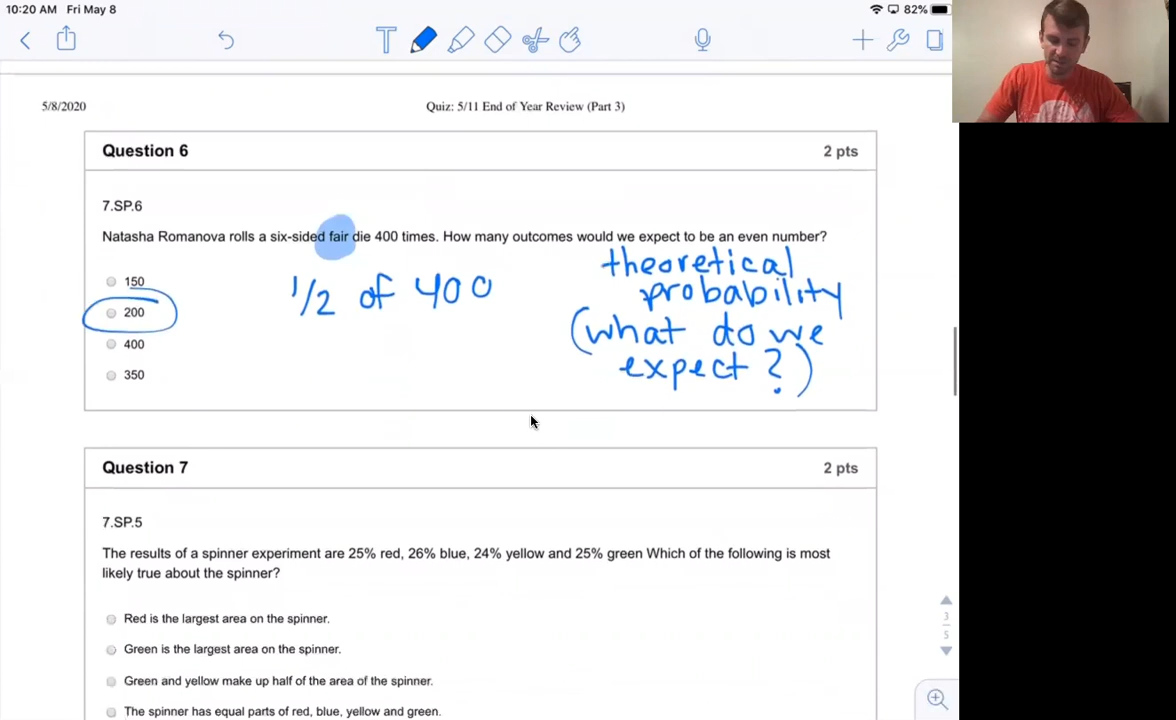 10:20 AM Fri May 8
82%
5/8/2020
Quiz: 5/11 End of Year Review (Part 3)
Question 6
2 pts
7.SP.6
Natasha Romanova rolls a six-sided fair die 400 times. How many outcomes would we expect to be an even number?
150
200
400
350
1/2 of 400
theoretical
probability
(what do we
expect?)
Question 7
2 pts
7.SP.5
The results of a spinner experiment are 25% red, 26% blue, 24% yellow and 25% green Which of the following is most
likely true about the spinner?
Red is the largest area on the spinner.
Green is the largest area on the spinner.
Green and yellow make up half of the area of the spinner.
The spinner has equal parts of red, blue, yellow and green.
3
5